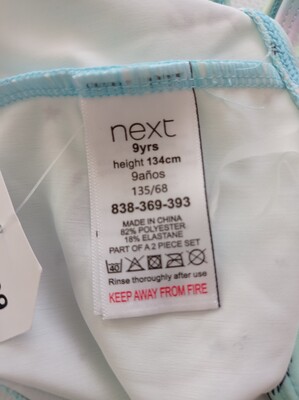 next
9yrs
height 134cm
9años
135/68
838-369-393
MADE IN CHINA
82% POLYESTER
18% ELASTANE
PART OF A 2 PIECE SET
40
Rinse thoroughly after use
KEEP AWAY FROM FIRE